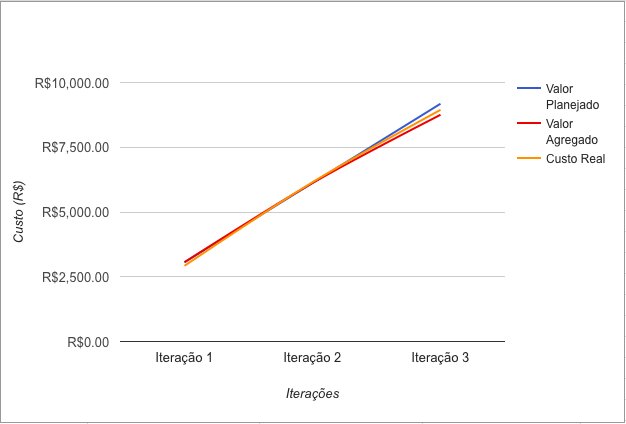 R$10,000.00
R$7,500.00
R$5,000.00
R$2,500.00
R$0.00
Custo (R$)
Iteração 1
Iteração 2
Iteração 3
Iterações
Valor
Planejado
Valor
Agregado
Custo Real